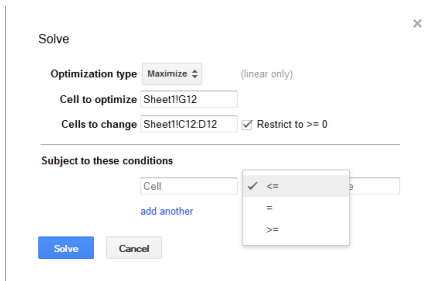 ×
Solve
Optimization type Maximize (linear only)
Cell to optimize Sheet1!G12
Cells to change Sheet1!C12:D12 Restrict to >= 0
Subject to these conditions
Cell ✓ <=
=
>=
add another
Solve Cancel